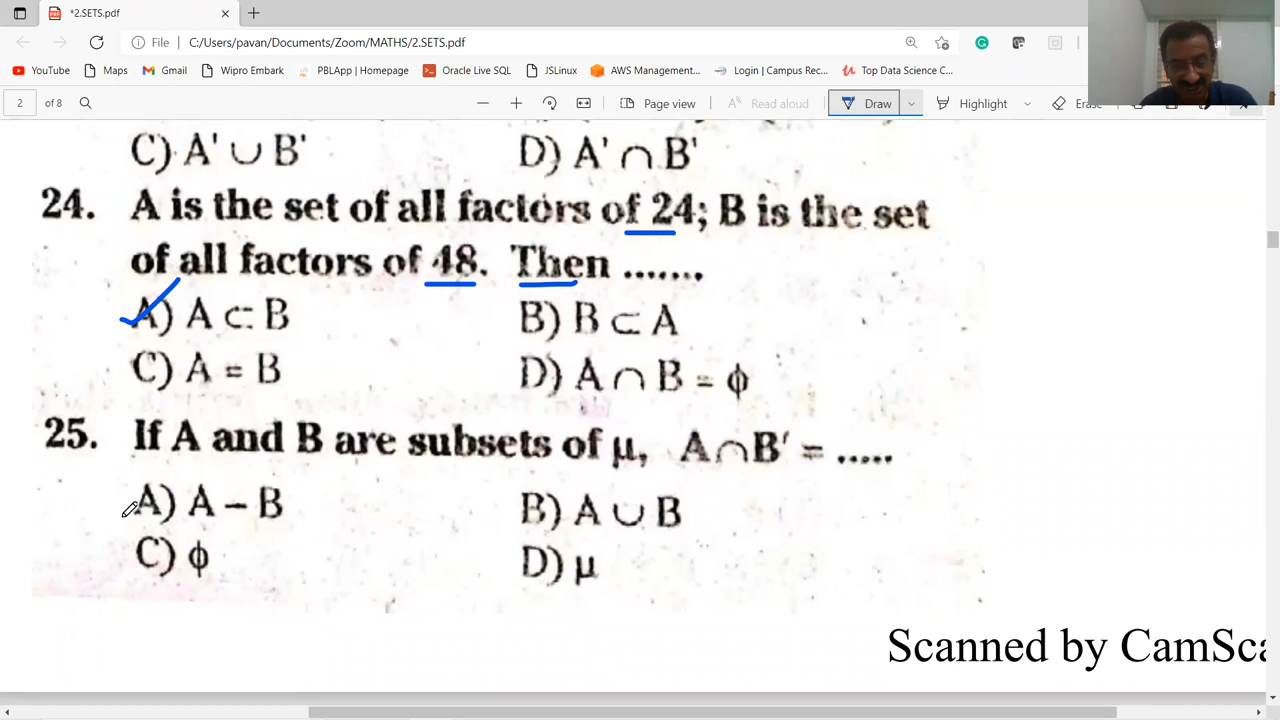 *2.SETS.pdf
File C:/Users/pavan/Documents/Zoom/MATHS/2.SETS.pdf
YouTube Maps Gmail Wipro Embark PBLApp | Homepage Oracle Live SQL JSLinux AWS Management... Login | Campus Rec... Top Data Science C...
2 of 8 Page view Read aloud Draw Highlight
C) A' ∪ B' D) A' ∩ B'
24. A is the set of all factors of 24; B is the set
of all factors of 48. Then .......
A) A ⊂ B B) B ⊂ A
C) A = B D) A ∩ B = ϕ
25. If A and B are subsets of μ, A∩B' = .....
A) A – B B) A ∪ B
C) ϕ D) μ
Scanned by CamSca